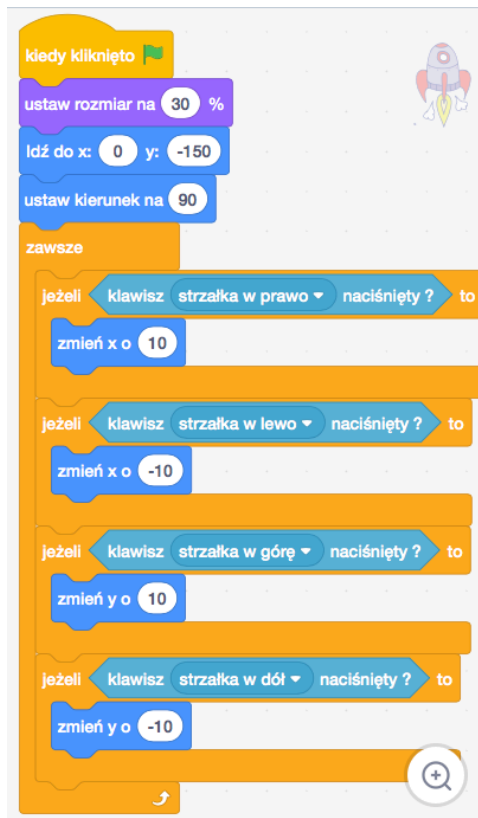 kiedy kliknięto
ustaw rozmiar na 30 %
Idź do x: 0 y: -150
ustaw kierunek na 90
zawsze
jeżeli klawisz strzałka w prawo naciśnięty ? to
zmień x o 10
jeżeli klawisz strzałka w lewo naciśnięty ? to
zmień x o -10
jeżeli klawisz strzałka w górę naciśnięty ? to
zmień y o 10
jeżeli klawisz strzałka w dół naciśnięty ? to
zmień y o -10